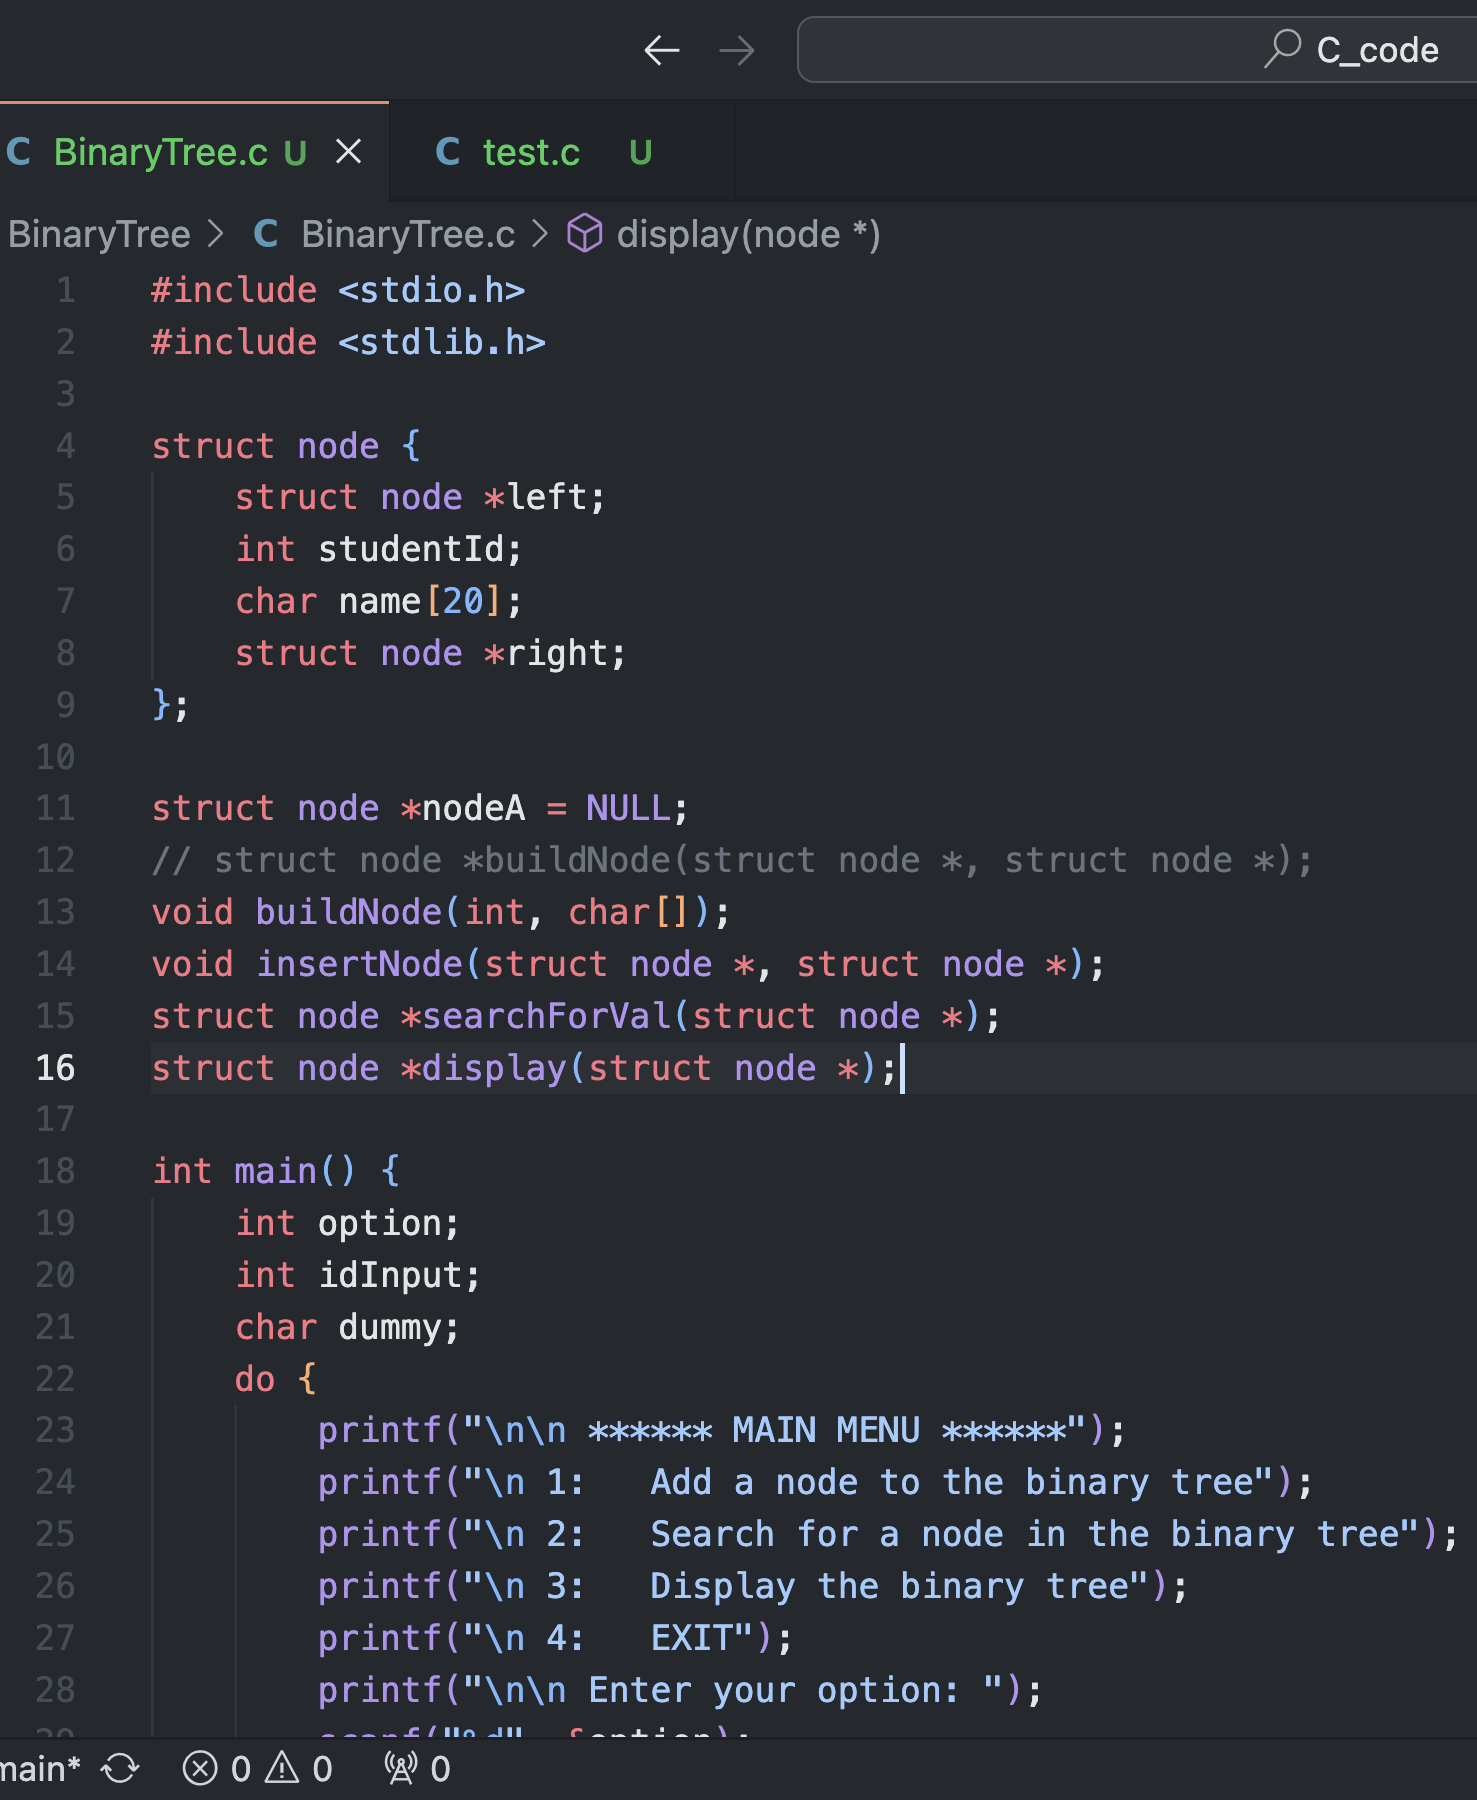 C_code
C BinaryTree.c U × C test.c U
BinaryTree > C BinaryTree.c > display(node *)
1 #include <stdio.h>
2 #include <stdlib.h>
3
4 struct node {
5     struct node *left;
6     int studentId;
7     char name[20];
8     struct node *right;
9 };
10
11 struct node *nodeA = NULL;
12 // struct node *buildNode(struct node *, struct node *);
13 void buildNode(int, char[]);
14 void insertNode(struct node *, struct node *);
15 struct node *searchForVal(struct node *);
16 struct node *display(struct node *);
17
18 int main() {
19     int option;
20     int idInput;
21     char dummy;
22     do {
23         printf("\n\n ****** MAIN MENU ******");
24         printf("\n 1:   Add a node to the binary tree");
25         printf("\n 2:   Search for a node in the binary tree");
26         printf("\n 3:   Display the binary tree");
27         printf("\n 4:   EXIT");
28         printf("\n\n Enter your option: ");
29         scanf("%d", &option);
main* 0 0 0